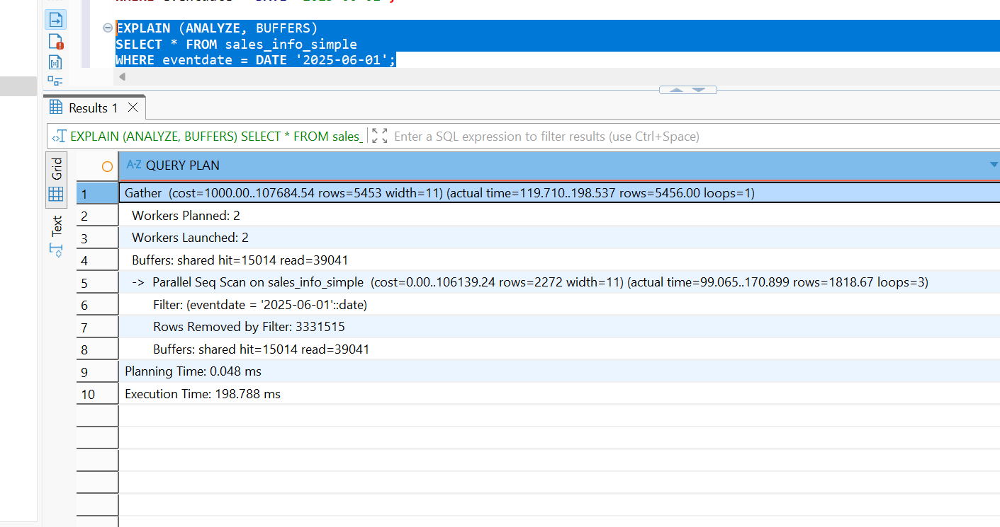 EXPLAIN (ANALYZE, BUFFERS)
SELECT * FROM sales_info_simple
WHERE eventdate = DATE '2025-06-01';
Results 1
EXPLAIN (ANALYZE, BUFFERS) SELECT * FROM sales_
Enter a SQL expression to filter results (use Ctrl+Space)
Grid
Text
A-Z QUERY PLAN
1 Gather (cost=1000.00..107684.54 rows=5453 width=11) (actual time=119.710..198.537 rows=5456.00 loops=1)
2 Workers Planned: 2
3 Workers Launched: 2
4 Buffers: shared hit=15014 read=39041
5 -> Parallel Seq Scan on sales_info_simple (cost=0.00..106139.24 rows=2272 width=11) (actual time=99.065..170.899 rows=1818.67 loops=3)
6 Filter: (eventdate = '2025-06-01'::date)
7 Rows Removed by Filter: 3331515
8 Buffers: shared hit=15014 read=39041
9 Planning Time: 0.048 ms
10 Execution Time: 198.788 ms